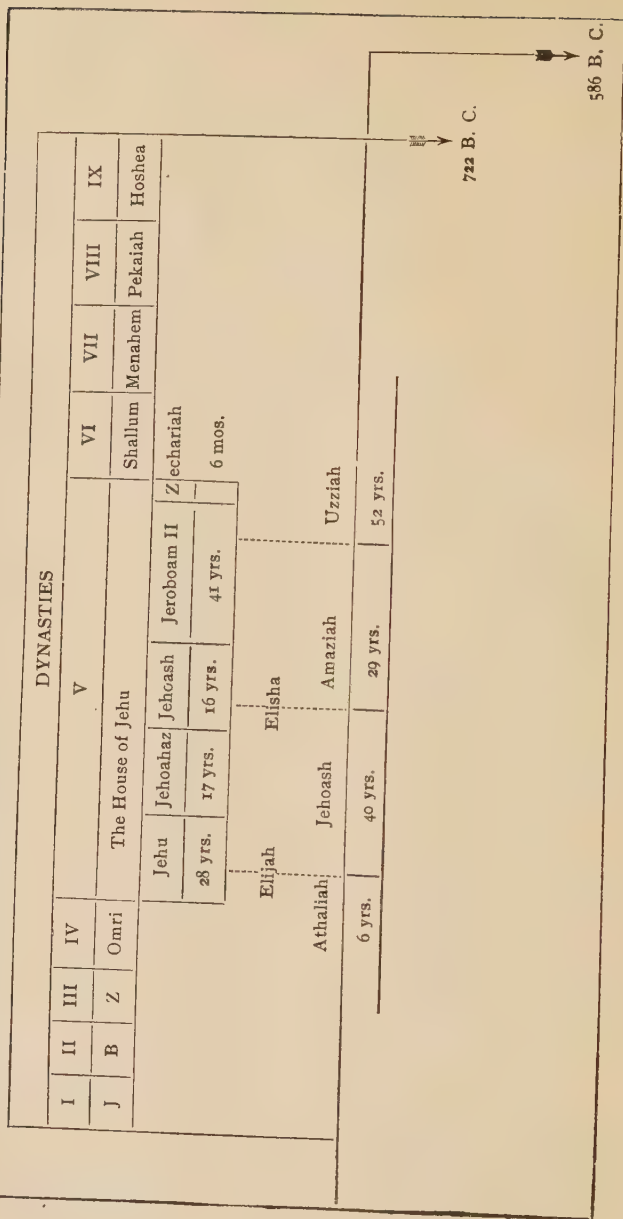 DYNASTIES
I II III IV V VI VII VIII IX
J B Z Omri The House of Jehu Shallum Menahem Pekaiah Hoshea
Jehu Jehoahaz Jehoash Jeroboam II Zechariah
28 yrs. 17 yrs. 16 yrs. 41 yrs. 6 mos.
Elijah Elisha
Athaliah Jehoash Amaziah Uzziah
6 yrs. 40 yrs. 29 yrs. 52 yrs.
722 B. C.
586 B. C.